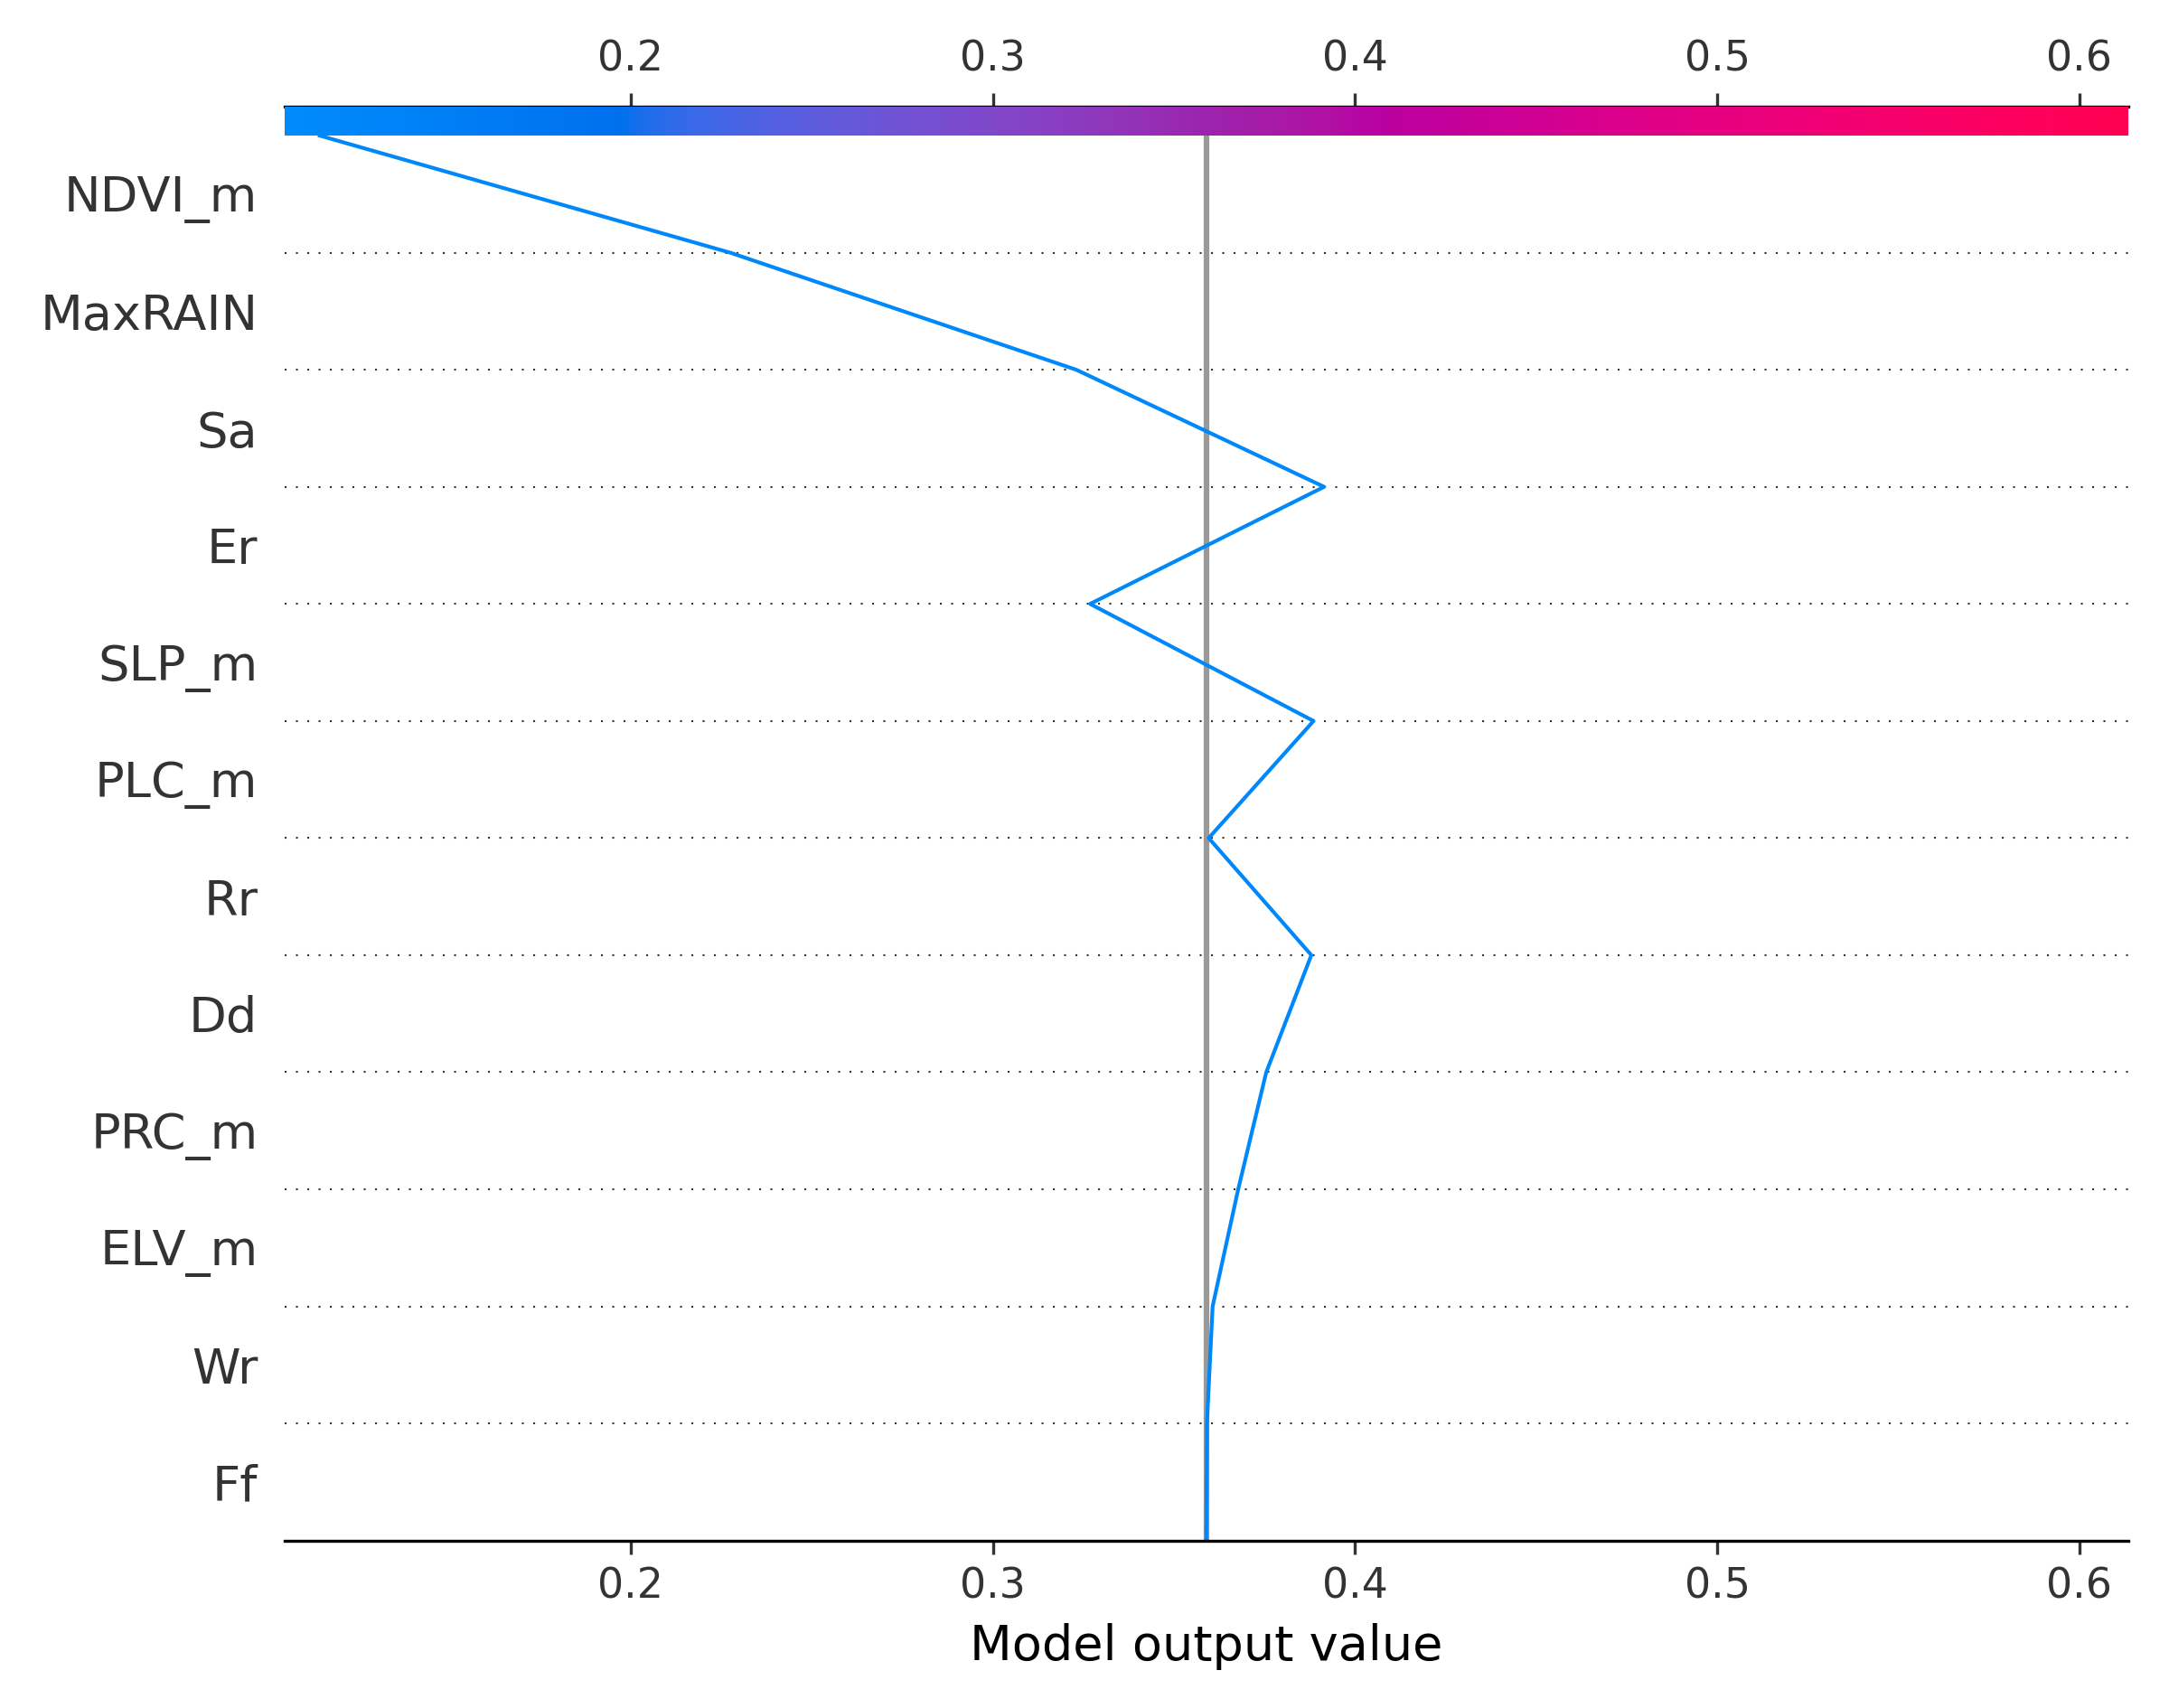 0.2 0.3 0.4 0.5 0.6
NDVI_m
MaxRAIN
Sa
Er
SLP_m
PLC_m
Rr
Dd
PRC_m
ELV_m
Wr
Ff
0.2 0.3 0.4 0.5 0.6
Model output value